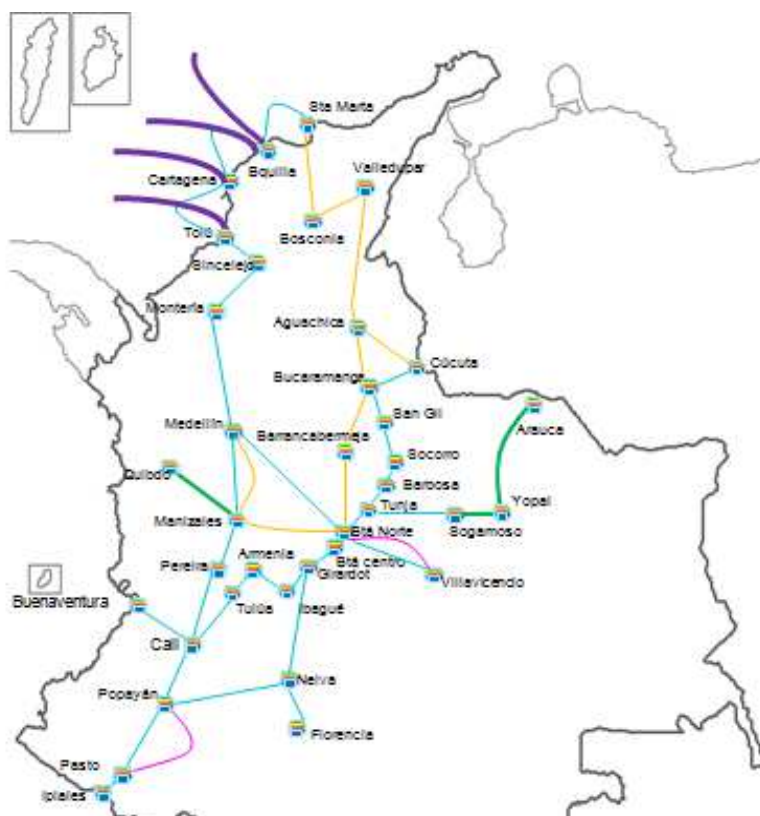 Sta Marta
Bquilla
Valledupar
Cartagena
Tolú
Bosconia
Sincelejo
Montería
Aguachica
Cúcuta
Bucaramanga
San Gil
Medellín
Barrancabermeja
Arauca
Socorro
Quibdó
Barbosa
Yopal
Tunja
Manizales
Sogamoso
Btá Norte
Armenia
Btá centro
Pereira
Girardot
Villavicencio
Buenaventura
Tulúa
Ibagué
Cali
Neiva
Popayán
Florencia
Pasto
Ipiales